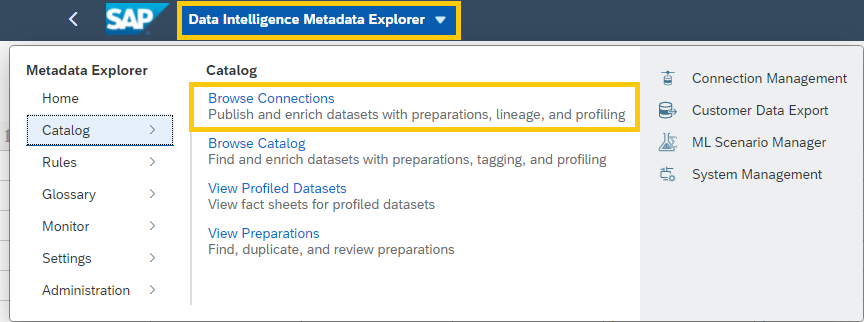 SAP Data Intelligence Metadata Explorer
Metadata Explorer
Home
Catalog
Rules
Glossary
Monitor
Settings
Administration
Catalog
Browse Connections
Publish and enrich datasets with preparations, lineage, and profiling
Browse Catalog
Find and enrich datasets with preparations, tagging, and profiling
View Profiled Datasets
View fact sheets for profiled datasets
View Preparations
Find, duplicate, and review preparations
Connection Management
Customer Data Export
ML Scenario Manager
System Management